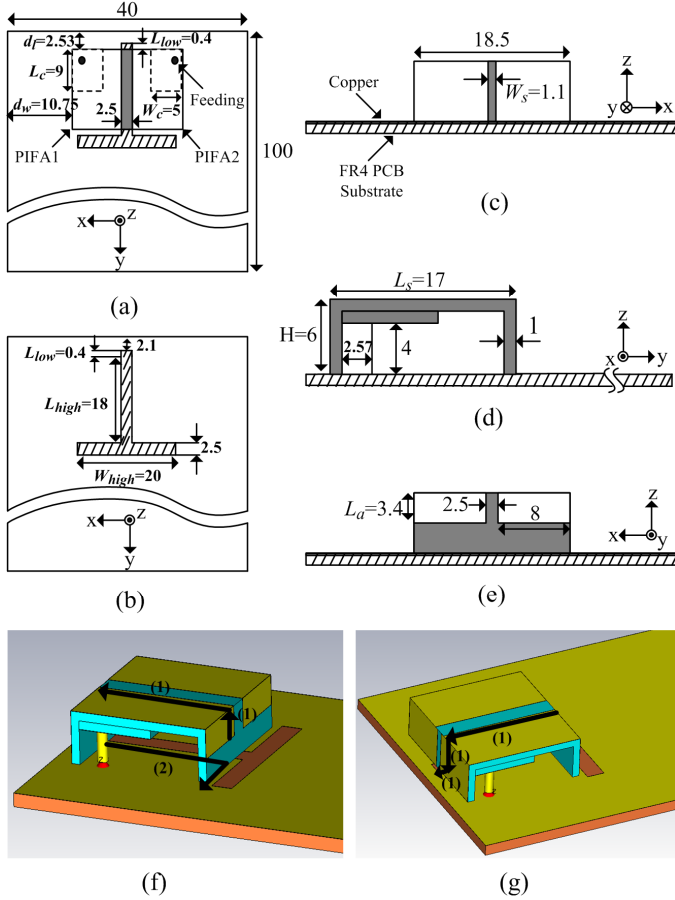 40
d_f=2.53
L_low=0.4
L_c=9
Feeding
d_w=10.75
2.5
W_c=5
PIFA1
PIFA2
100
x
z
y
(a)
18.5
Copper
W_s=1.1
z
y
x
FR4 PCB
Substrate
(c)
L_s=17
H=6
2.57
4
1
z
x
y
(d)
2.1
L_low=0.4
L_high=18
2.5
W_high=20
x
z
y
(b)
L_a=3.4
2.5
8
z
x
y
(e)
(1)
(1)
(2)
z
(f)
(1)
(1)
(1)
z
(g)